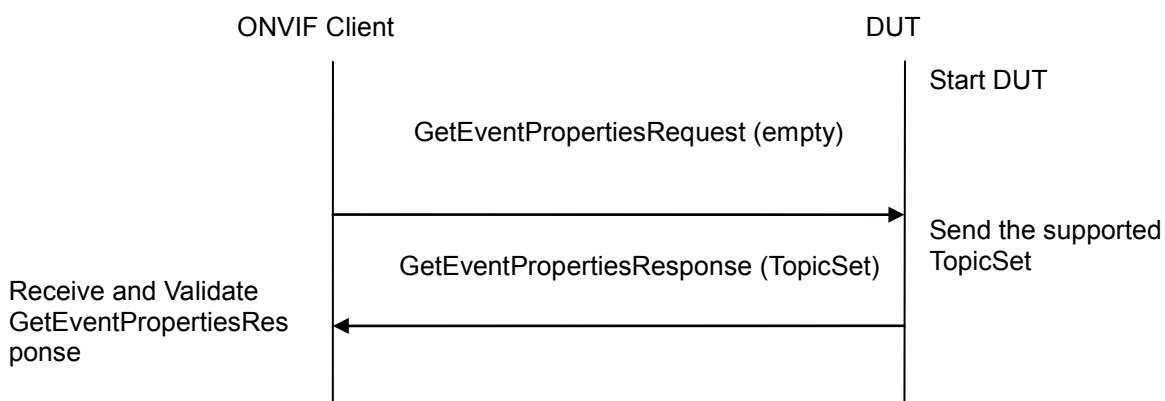 ONVIF Client
DUT
Start DUT
GetEventPropertiesRequest (empty)
Send the supported
TopicSet
GetEventPropertiesResponse (TopicSet)
Receive and Validate
GetEventPropertiesRes
ponse